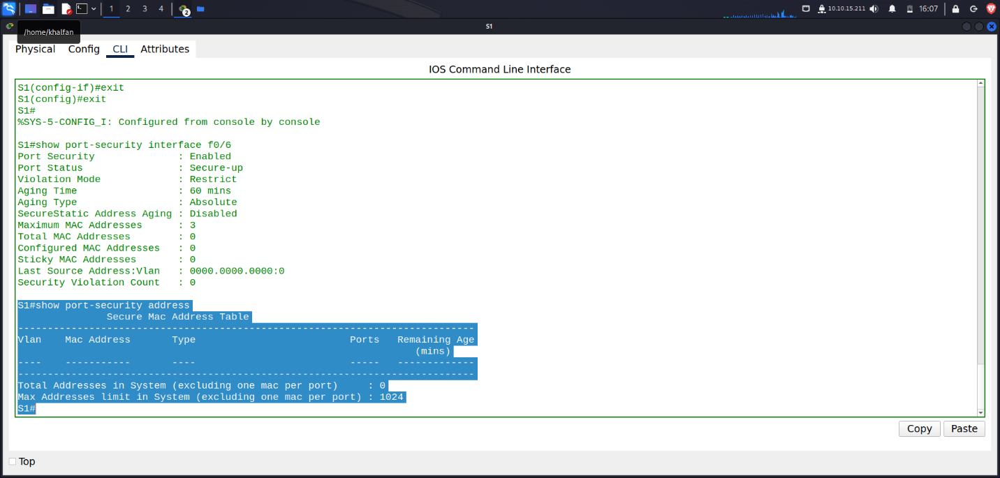 1 2 3 4 2 10.10.15.211 16:07
S1
/home/khalfan
Physical Config CLI Attributes
IOS Command Line Interface
S1(config-if)#exit
S1(config)#exit
S1#
%SYS-5-CONFIG_I: Configured from console by console
S1#show port-security interface f0/6
Port Security : Enabled
Port Status : Secure-up
Violation Mode : Restrict
Aging Time : 60 mins
Aging Type : Absolute
SecureStatic Address Aging : Disabled
Maximum MAC Addresses : 3
Total MAC Addresses : 0
Configured MAC Addresses : 0
Sticky MAC Addresses : 0
Last Source Address:Vlan : 0000.0000.0000:0
Security Violation Count : 0
S1#show port-security address
Secure Mac Address Table
-----------------------------------------------------------------------------
Vlan Mac Address Type Ports Remaining Age
(mins)
---- ----------- ---- ----- -------------
-----------------------------------------------------------------------------
Total Addresses in System (excluding one mac per port) : 0
Max Addresses limit in System (excluding one mac per port) : 1024
S1#
Copy Paste
Top